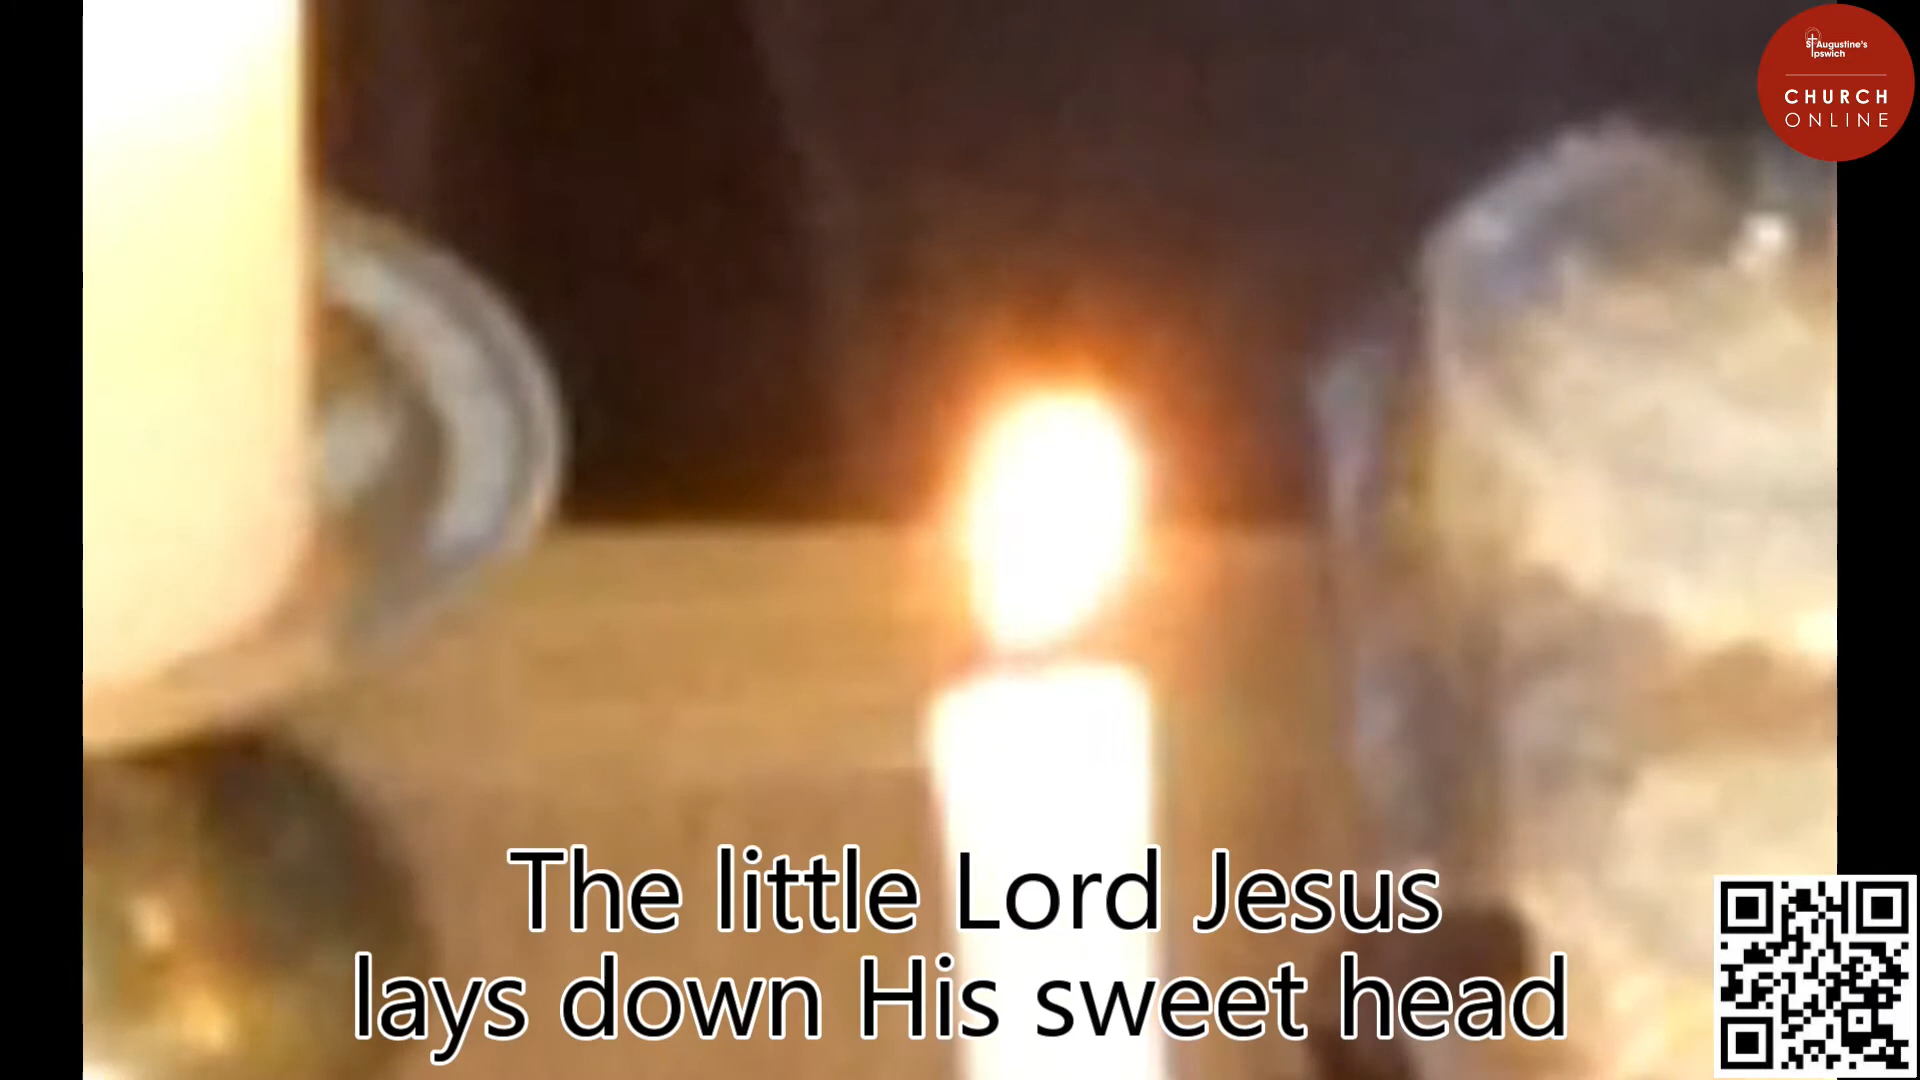 St Augustine's
Ipswich
CHURCH
ONLINE
The little Lord Jesus
lays down His sweet head